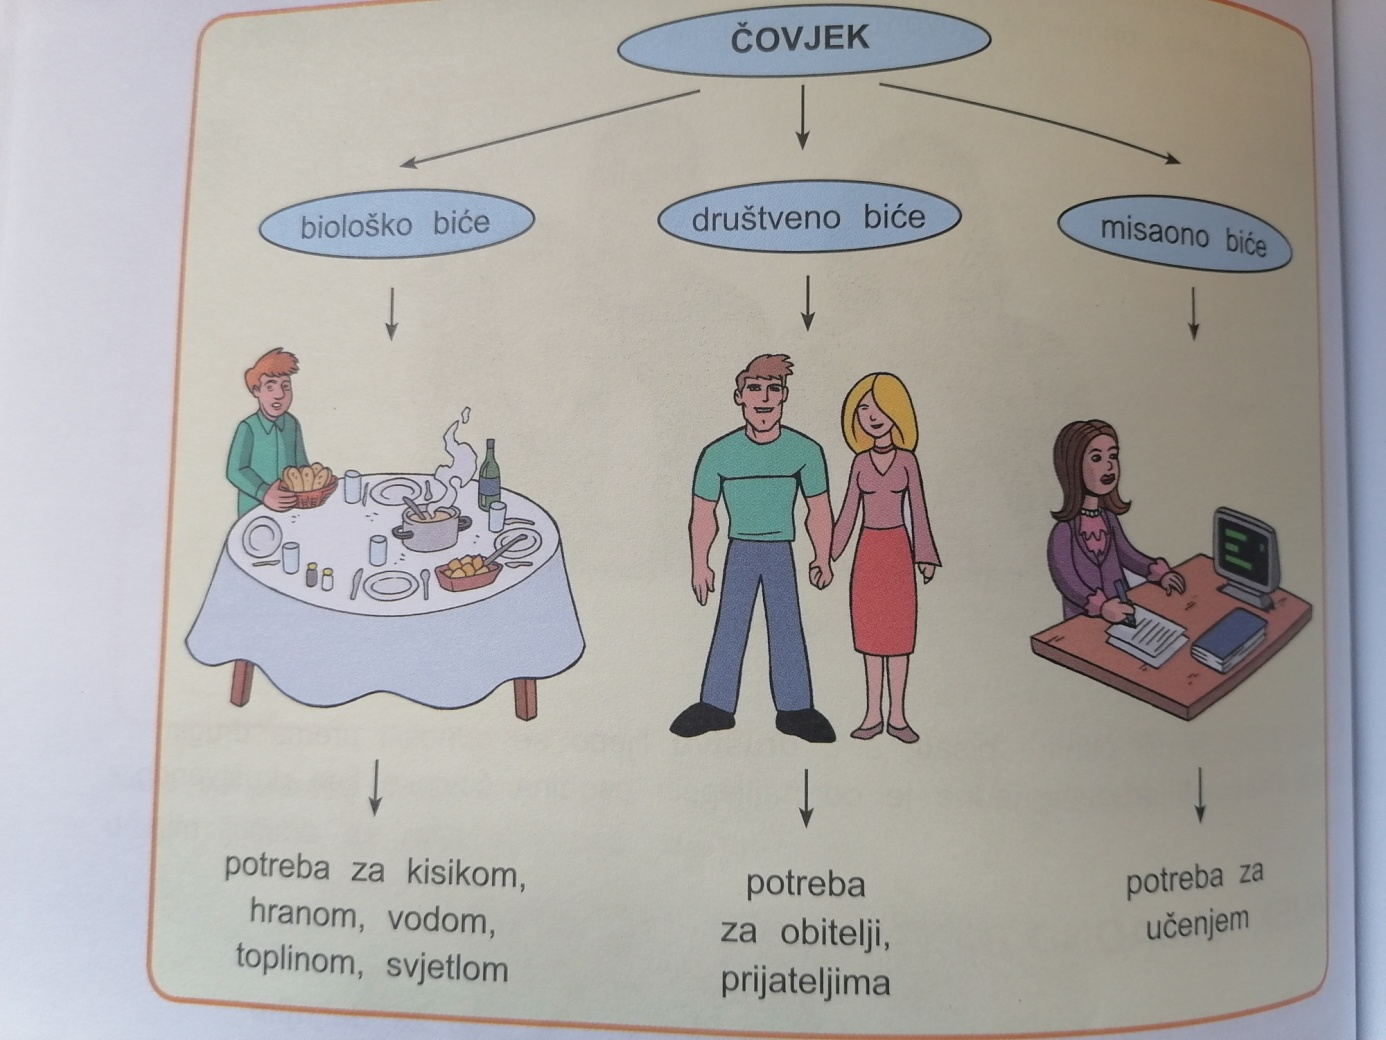 ČOVJEK
biološko biće
društveno biće
misaono biće
potreba za kisikom,
hranom, vodom,
toplinom, svjetlom
potreba
za obitelji,
prijateljima
potreba za
učenjem